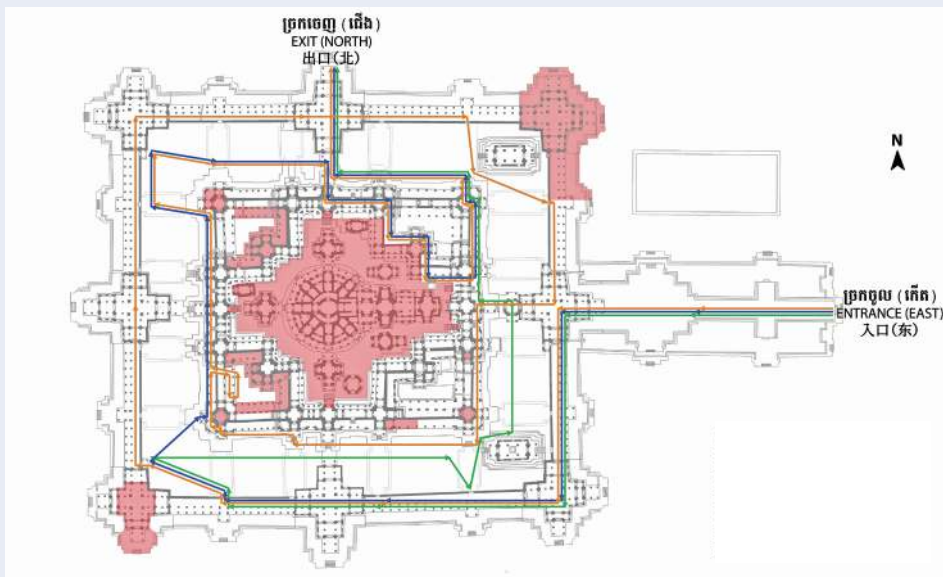 ច្រកចេញ (ជើង)
EXIT (NORTH)
出口(北)
N
ច្រកចូល (កើត)
ENTRANCE (EAST)
入口(东)